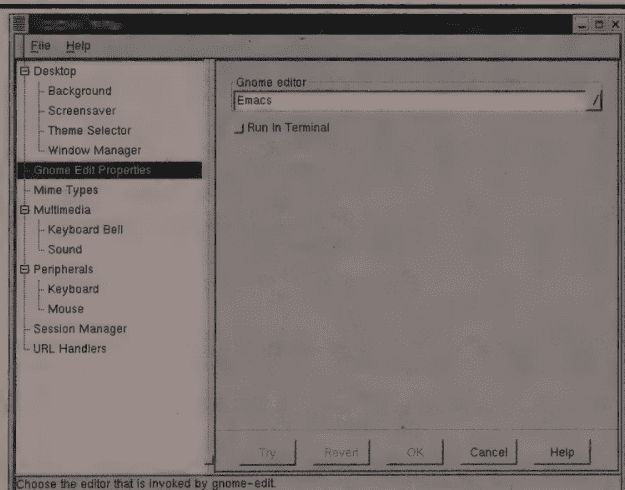 File Help
Desktop
Background
Screensaver
Theme Selector
Window Manager
Gnome Edit Properties
Mime Types
Multimedia
Keyboard Bell
Sound
Peripherals
Keyboard
Mouse
Session Manager
URL Handlers
Gnome editor
Emacs
Run In Terminal
Try Revert OK Cancel Help
Choose the editor that is invoked by gnome-edit.